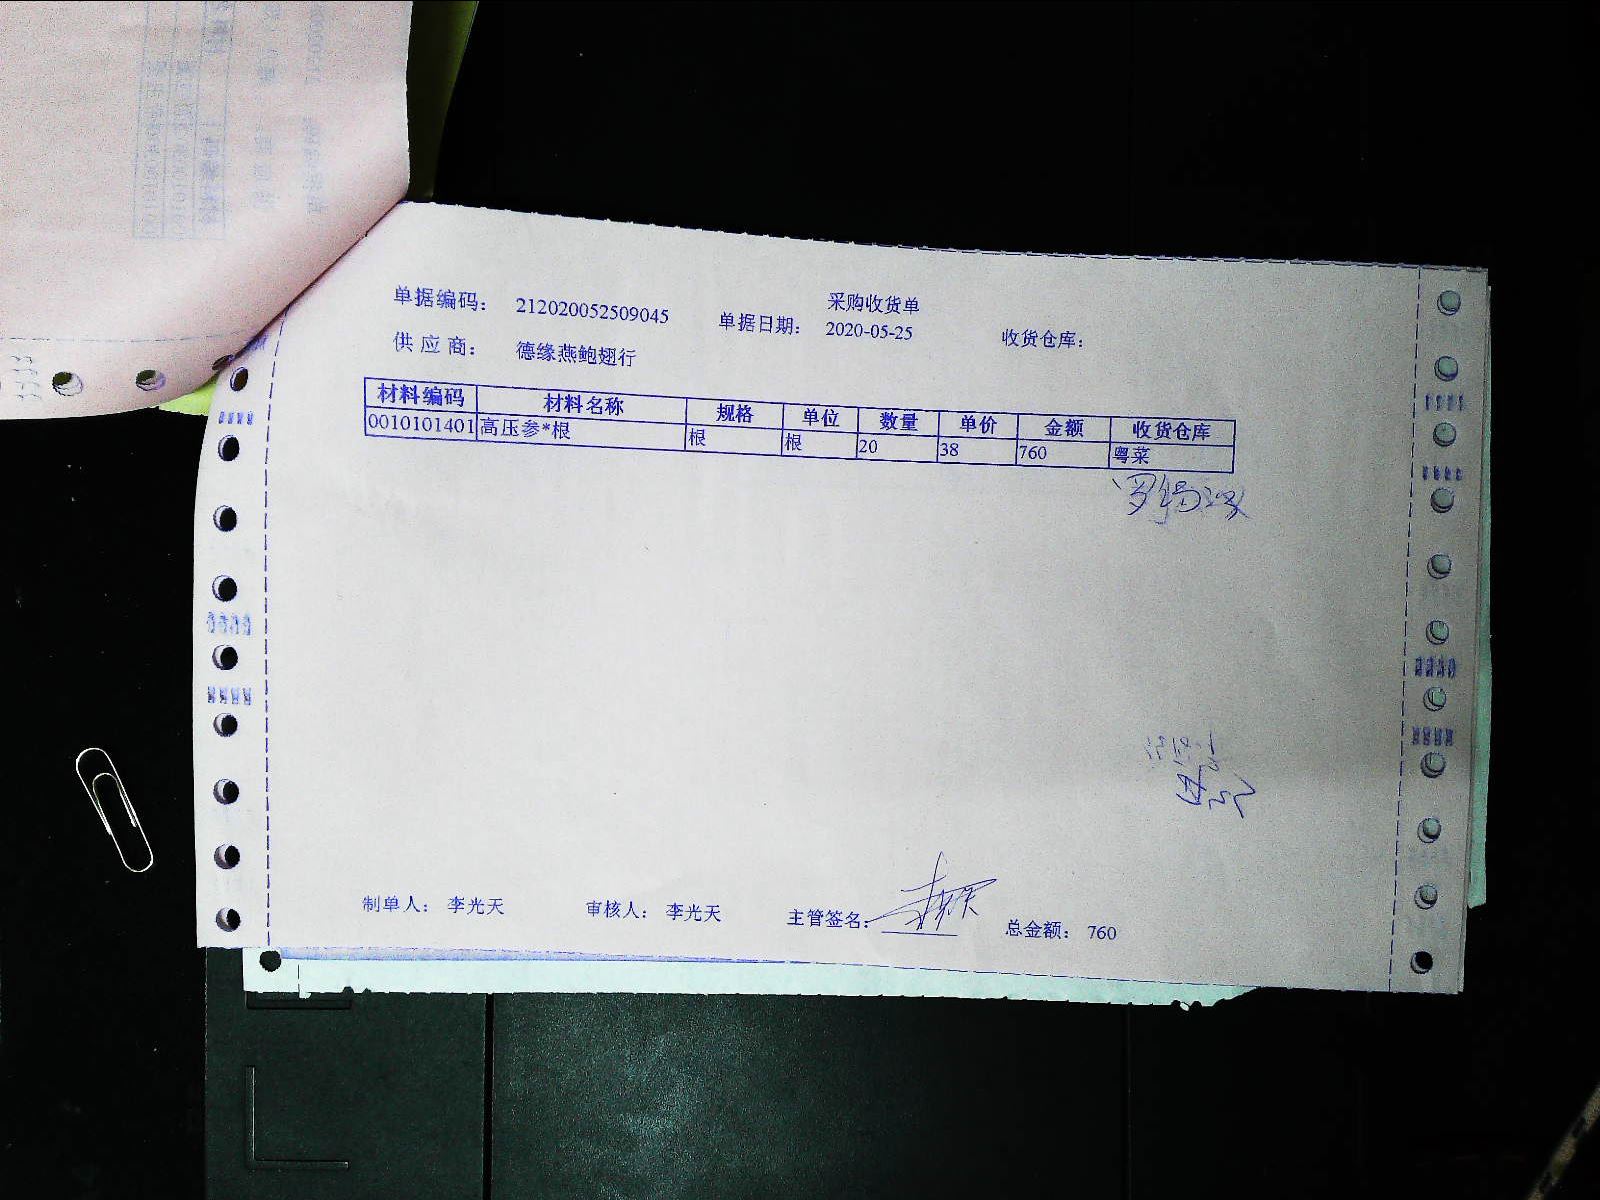 采购收货单
单据编码： 212020052509045 单据日期： 2020-05-25 收货仓库：
供 应 商： 德缘燕鲍翅行
材料编码 材料名称 规格 单位 数量 单价 金额 收货仓库
0010101401 高压参*根 根 根 20 38 760 粤菜
制单人： 李光天 审核人： 李光天 主管签名： 总金额： 760